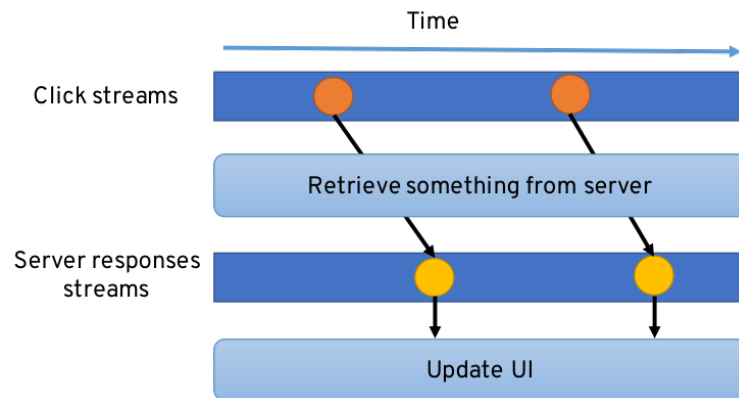 Time
Click streams
Retrieve something from server
Server responses
streams
Update UI